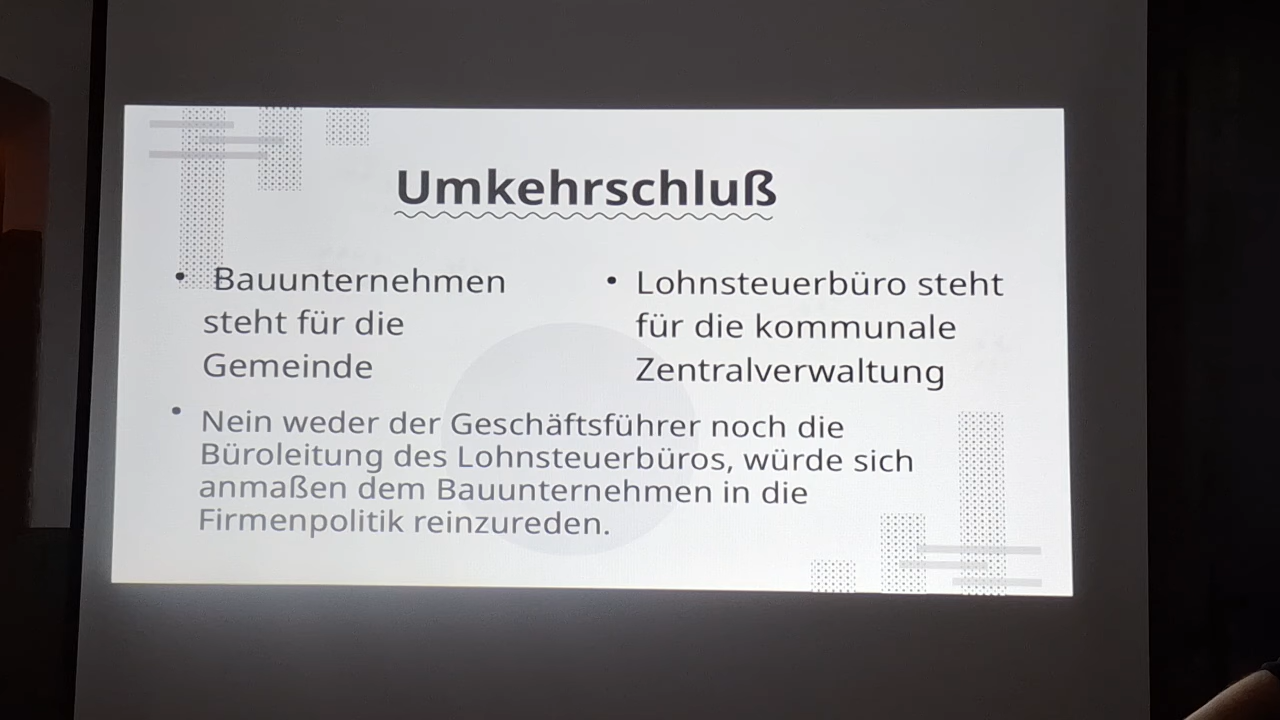 Umkehrschluß
• Bauunternehmen
steht für die
Gemeinde
• Lohnsteuerbüro steht
für die kommunale
Zentralverwaltung
• Nein weder der Geschäftsführer noch die
Büroleitung des Lohnsteuerbüros, würde sich
anmaßen dem Bauunternehmen in die
Firmenpolitik reinzureden.